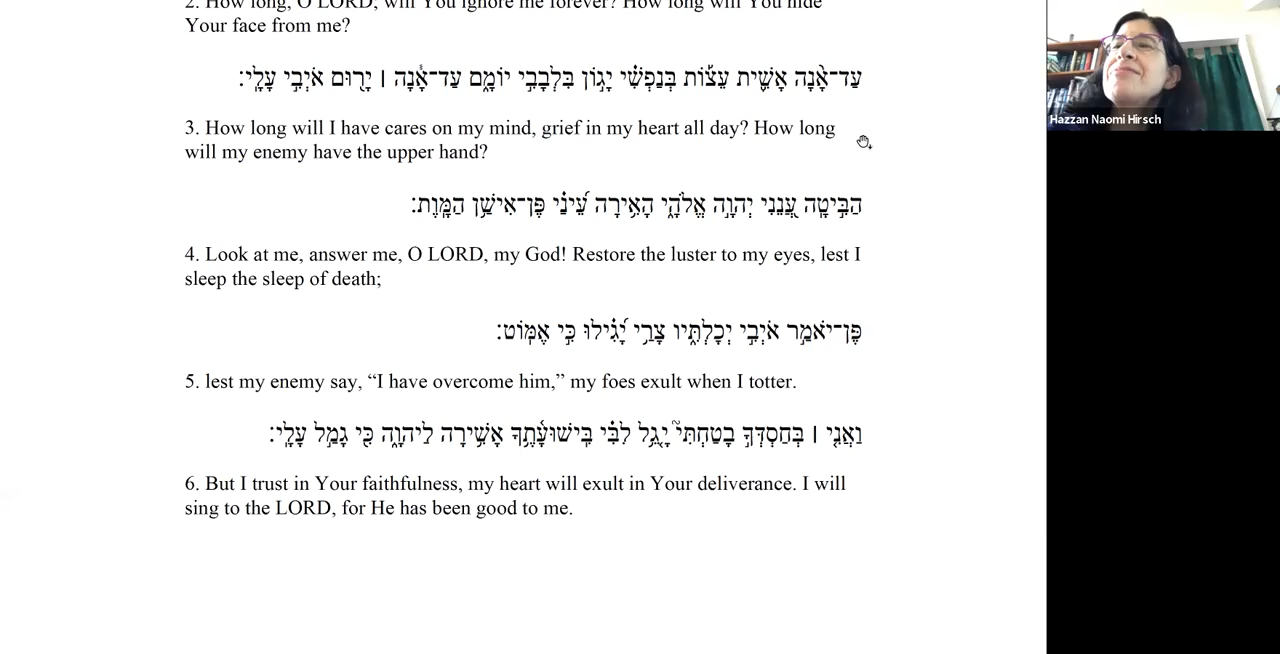 2. How long, O LORD; will You ignore me forever? How long will You hide
Your face from me?
עַד־אָ֨נָה אָשִׁ֪ית עֵצ֡וֹת בְּנַפְשִׁ֗י יָג֣וֹן בִּלְבָבִ֣י יוֹמָ֑ם עַד־אָ֓נָה ׀ יָר֖וּם אֹיְבִ֣י עָלָֽי׃
3. How long will I have cares on my mind, grief in my heart all day? How long
will my enemy have the upper hand?
הַבִּ֣יטָֽה עֲ֭נֵנִי יְהוָ֣ה אֱלֹהָ֑י הָאִ֥ירָה עֵ֝ינַ֗י פֶּן־אִישַׁ֥ן הַמָּֽוֶת׃
4. Look at me, answer me, O LORD, my God! Restore the luster to my eyes, lest I
sleep the sleep of death;
פֶּן־יֹאמַ֣ר אֹיְבִ֣י יְכָלְתִּ֑יו צָרַ֥י יָ֝גִ֗ילוּ כִּ֣י אֶמּֽוֹט׃
5. lest my enemy say, “I have overcome him,” my foes exult when I totter.
וַאֲנִ֤י ׀ בְּחַסְדְּךָ֣ בָטַחְתִּי֮ יָ֤גֵ֥ל לִבִּ֗י בִּֽישׁוּעָ֫תֶ֥ךָ אָשִׁ֥ירָה לַיהוָ֑ה כִּ֖י גָמַ֣ל עָלָֽי׃
6. But I trust in Your faithfulness, my heart will exult in Your deliverance. I will
sing to the LORD, for He has been good to me.
Hazzan Naomi Hirsch